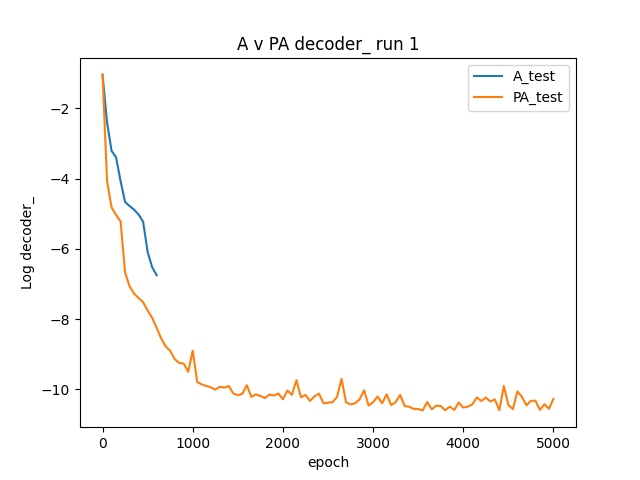 A v PA decoder_ run 1
A_test
PA_test
Log decoder_
−2
−4
−6
−8
−10
0
1000
2000
3000
4000
5000
epoch